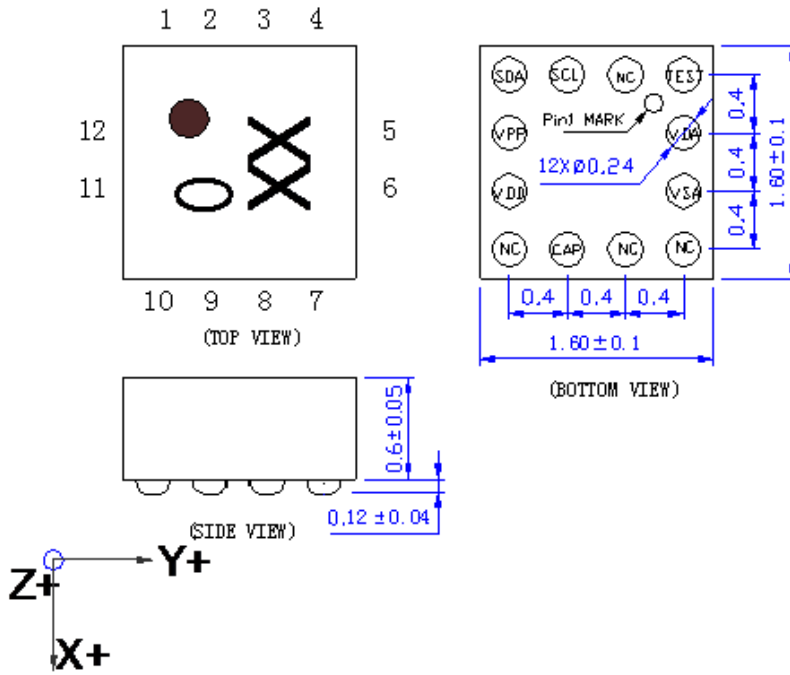 1 2 3 4
12 5
11 6
10 9 8 7
(TOP VIEW)
SDA SCL NC TEST
Pin1 MARK
VPP VDA
12XØ0.24
VDD VSA
NC CAP NC NC
0.4
0.4
0.4
1.60±0.1
0.4 0.4 0.4
1.60±0.1
(BOTTOM VIEW)
0.6±0.05
0.12±0.04
(SIDE VIEW)
Y+
Z+
X+